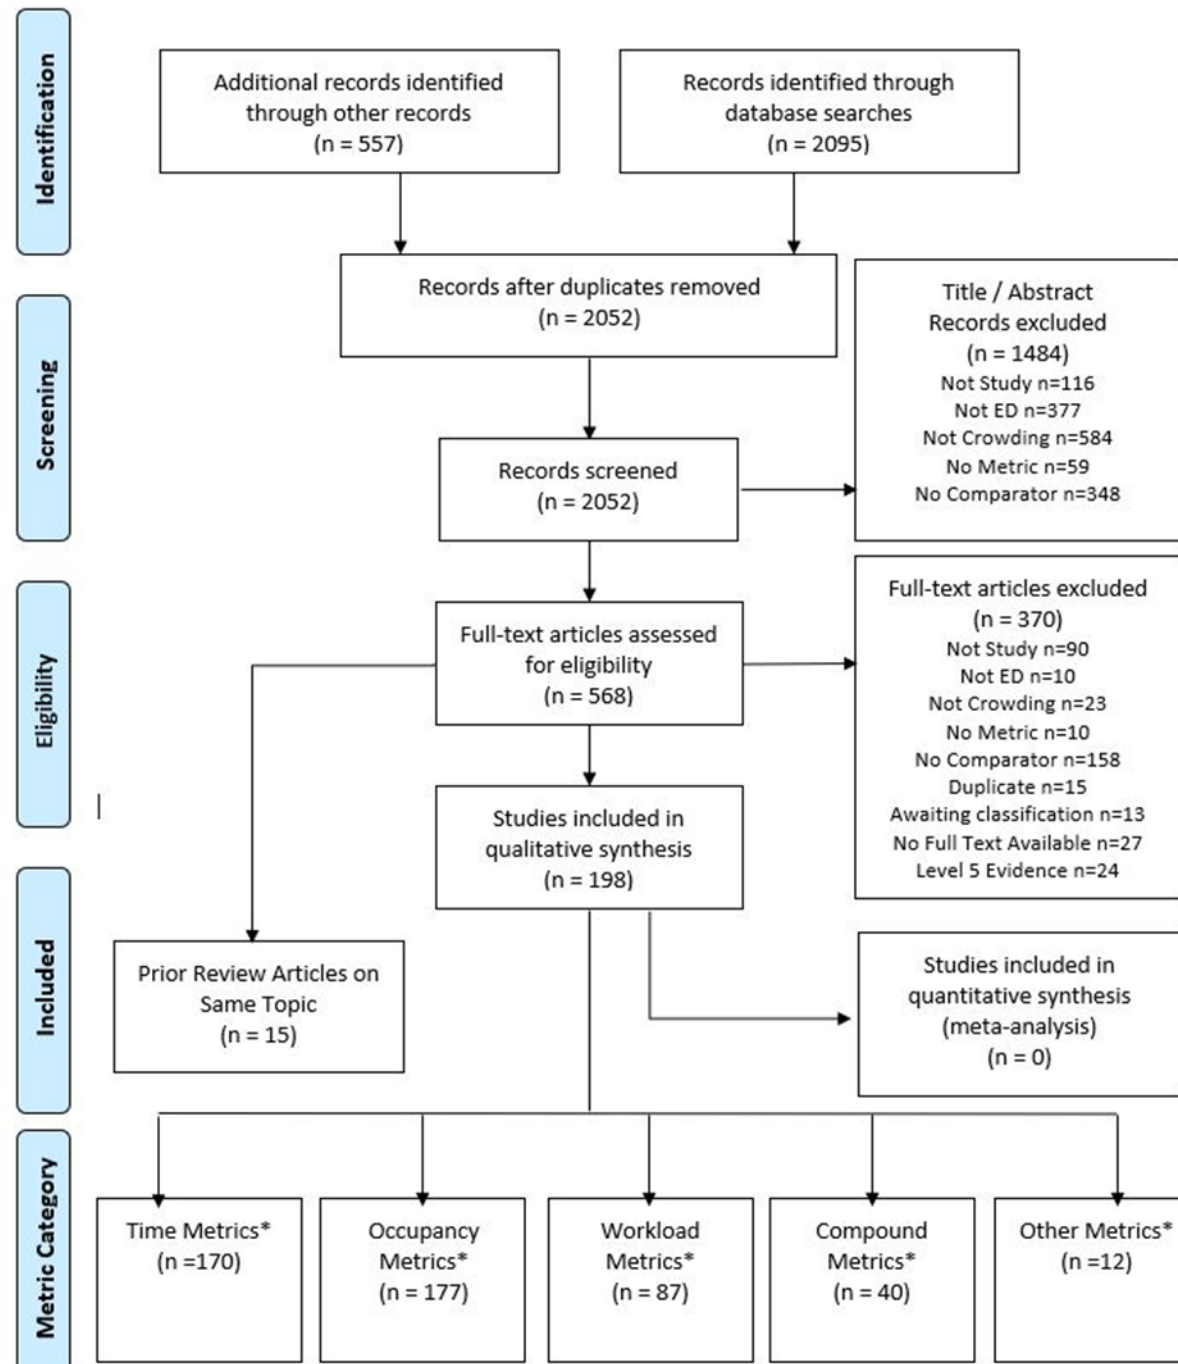 Identification
Additional records identified
through other records
(n = 557)
Records identified through
database searches
(n = 2095)
Screening
Records after duplicates removed
(n = 2052)
Title / Abstract
Records excluded
(n = 1484)
Not Study n=116
Not ED n=377
Not Crowding n=584
No Metric n=59
No Comparator n=348
Records screened
(n = 2052)
Eligibility
Full-text articles assessed
for eligibility
(n = 568)
Full-text articles excluded
(n = 370)
Not Study n=90
Not ED n=10
Not Crowding n=23
No Metric n=10
No Comparator n=158
Duplicate n=15
Awaiting classification n=13
No Full Text Available n=27
Level 5 Evidence n=24
Studies included in
qualitative synthesis
(n = 198)
Included
Prior Review Articles on
Same Topic
(n = 15)
Studies included in
quantitative synthesis
(meta-analysis)
(n = 0)
Metric Category
Time Metrics*
(n =170)
Occupancy
Metrics*
(n = 177)
Workload
Metrics*
(n = 87)
Compound
Metrics*
(n = 40)
Other Metrics*
(n =12)